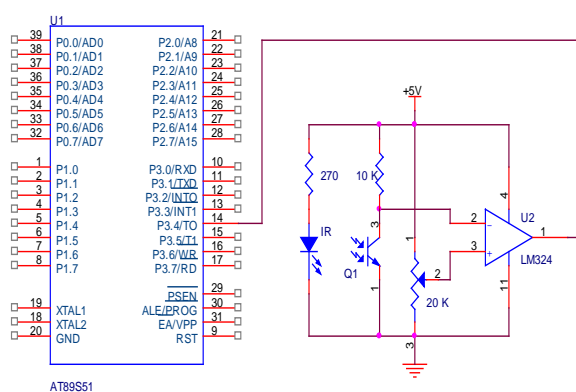 U1
39 P0.0/AD0 P2.0/A8 21
38 P0.1/AD1 P2.1/A9 22
37 P0.2/AD2 P2.2/A10 23
36 P0.3/AD3 P2.3/A11 24
35 P0.4/AD4 P2.4/A12 25
34 P0.5/AD5 P2.5/A13 26
33 P0.6/AD6 P2.6/A14 27
32 P0.7/AD7 P2.7/A15 28
1 P1.0 P3.0/RXD 10
2 P1.1 P3.1/TXD 11
3 P1.2 P3.2/INTO 12
4 P1.3 P3.3/INT1 13
5 P1.4 P3.4/TO 14
6 P1.5 P3.5/T1 15
7 P1.6 P3.6/WR 16
8 P1.7 P3.7/RD 17
PSEN 29
19 XTAL1 ALE/PROG 30
18 XTAL2 EA/VPP 31
20 GND RST 9
AT89S51
+5V
270
10 K
IR
3
Q1
1
1
2
20 K
3
2
3
4
U2
1
LM324
11